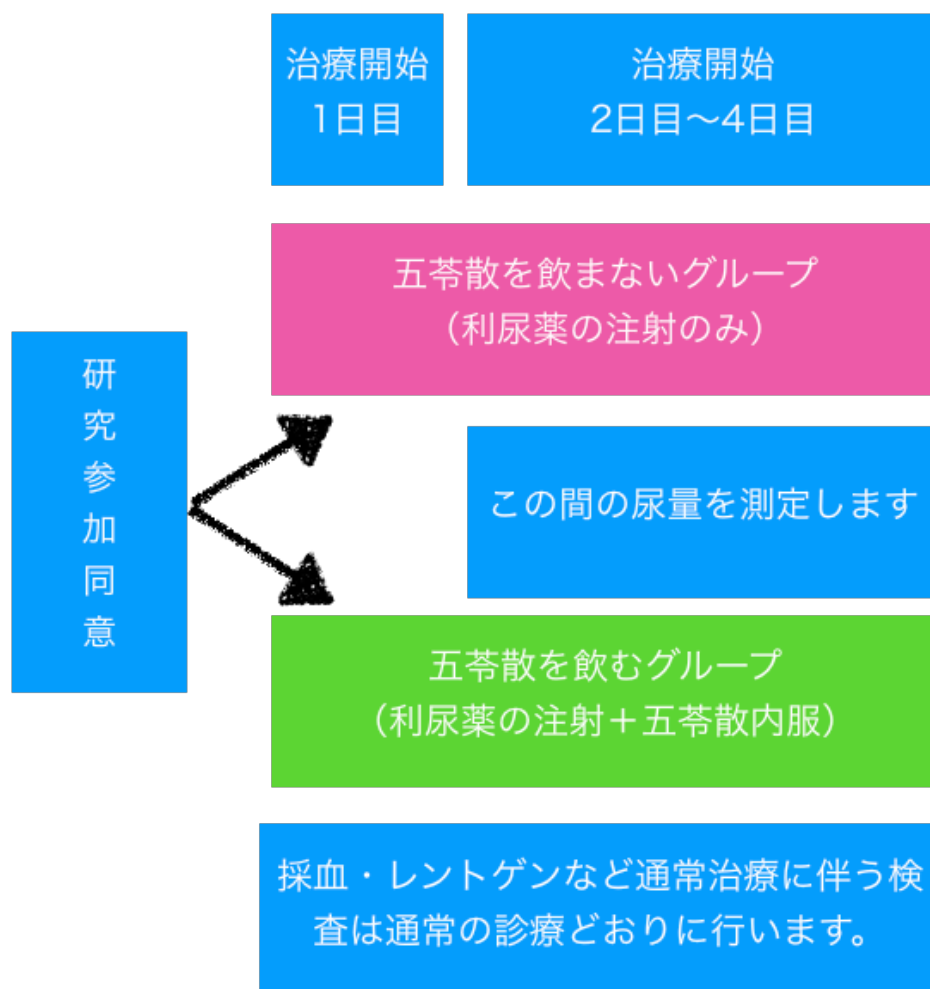 治療開始
1日目
治療開始
2日目〜4日目
五苓散を飲まないグループ
（利尿薬の注射のみ）
研究参加同意
この間の尿量を測定します
五苓散を飲むグループ
（利尿薬の注射＋五苓散内服）
採血・レントゲンなど通常治療に伴う検
査は通常の診療どおりに行います。